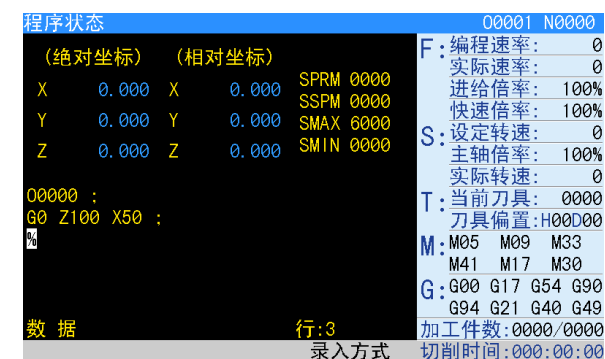 程序状态 O0001 N0000
(绝对坐标) (相对坐标)
X 0.000 X 0.000 SPRM 0000
SSPM 0000
Y 0.000 Y 0.000 SMAX 6000
Z 0.000 Z 0.000 SMIN 0000
O0000 ;
G0 Z100 X50 ;
%
数 据 行:3
录入方式
F:编程速率: 0
实际速率: 0
进给倍率: 100%
快速倍率: 100%
S:设定转速: 0
主轴倍率: 100%
实际转速: 0
T:当前刀具: 0000
刀具偏置:H00D00
M:M05 M09 M33
M41 M17 M30
G:G00 G17 G54 G90
G94 G21 G40 G49
加工件数:0000/0000
切削时间:000:00:00